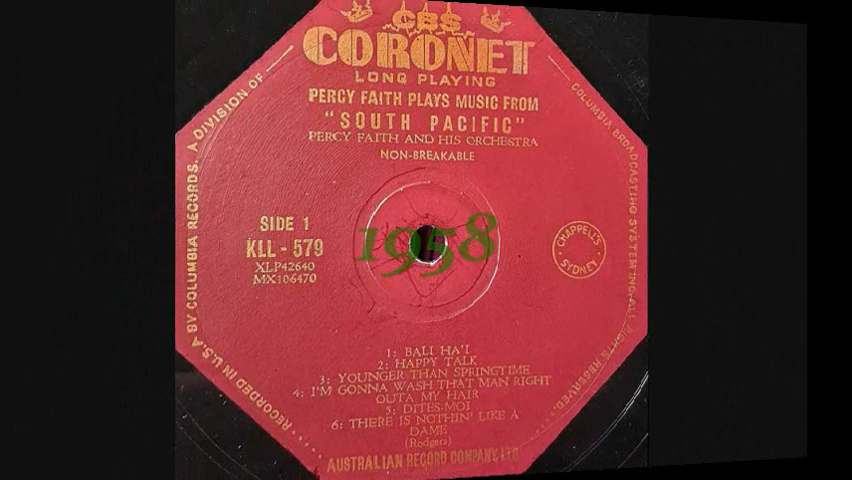 CBS
CORONET
LONG PLAYING
PERCY FAITH PLAYS MUSIC FROM
"SOUTH PACIFIC"
PERCY FAITH AND HIS ORCHESTRA
NON-BREAKABLE
SIDE 1
KLL - 579
XLP42640
MX106470
1958
CHAPPELL'S
SYDNEY
1: BALI HA'I
2: HAPPY TALK
3: YOUNGER THAN SPRINGTIME
4: I'M GONNA WASH THAT MAN RIGHT
OUTA MY HAIR
5: DITES-MOI
6: THERE IS NOTHIN' LIKE A
DAME
(Rodgers)
AUSTRALIAN RECORD COMPANY LTD
RECORDED IN U.S.A BY COLUMBIA RECORDS. A DIVISION OF
COLUMBIA BROADCASTING SYSTEM INC. ALL RIGHTS RESERVED.